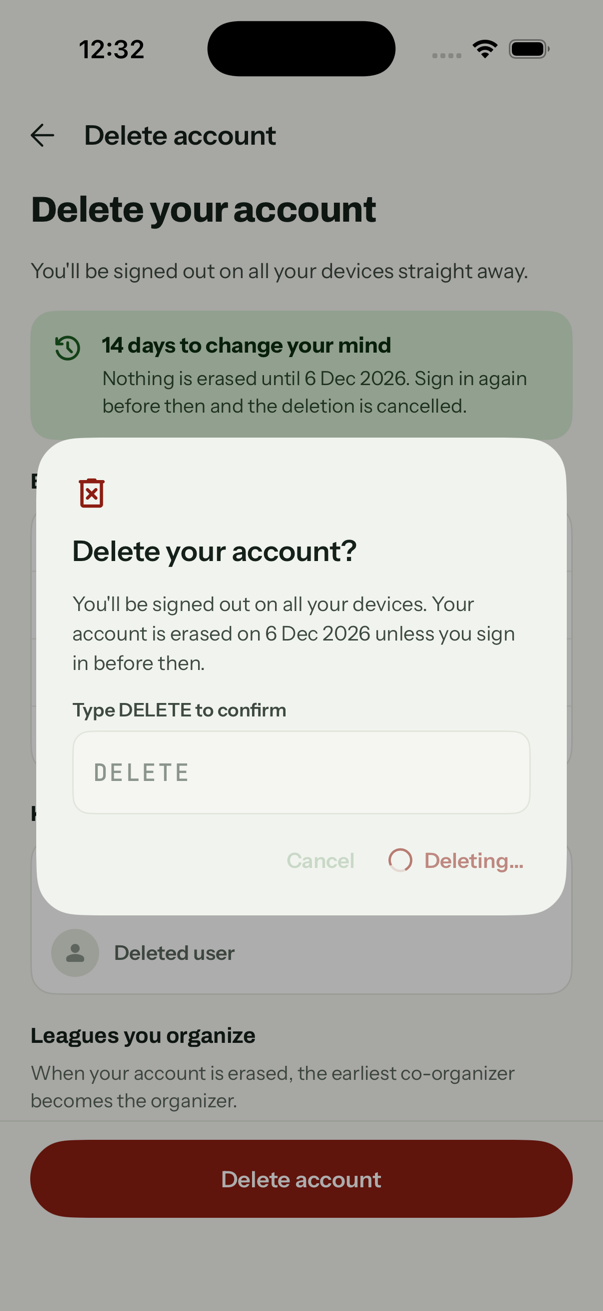 12:32
Delete account
Delete your account
You'll be signed out on all your devices straight away.
14 days to change your mind
Nothing is erased until 6 Dec 2026. Sign in again
before then and the deletion is cancelled.
Delete your account?
You'll be signed out on all your devices. Your
account is erased on 6 Dec 2026 unless you sign
in before then.
Type DELETE to confirm
DELETE
Cancel
Deleting...
Deleted user
Leagues you organize
When your account is erased, the earliest co-organizer
becomes the organizer.
Delete account